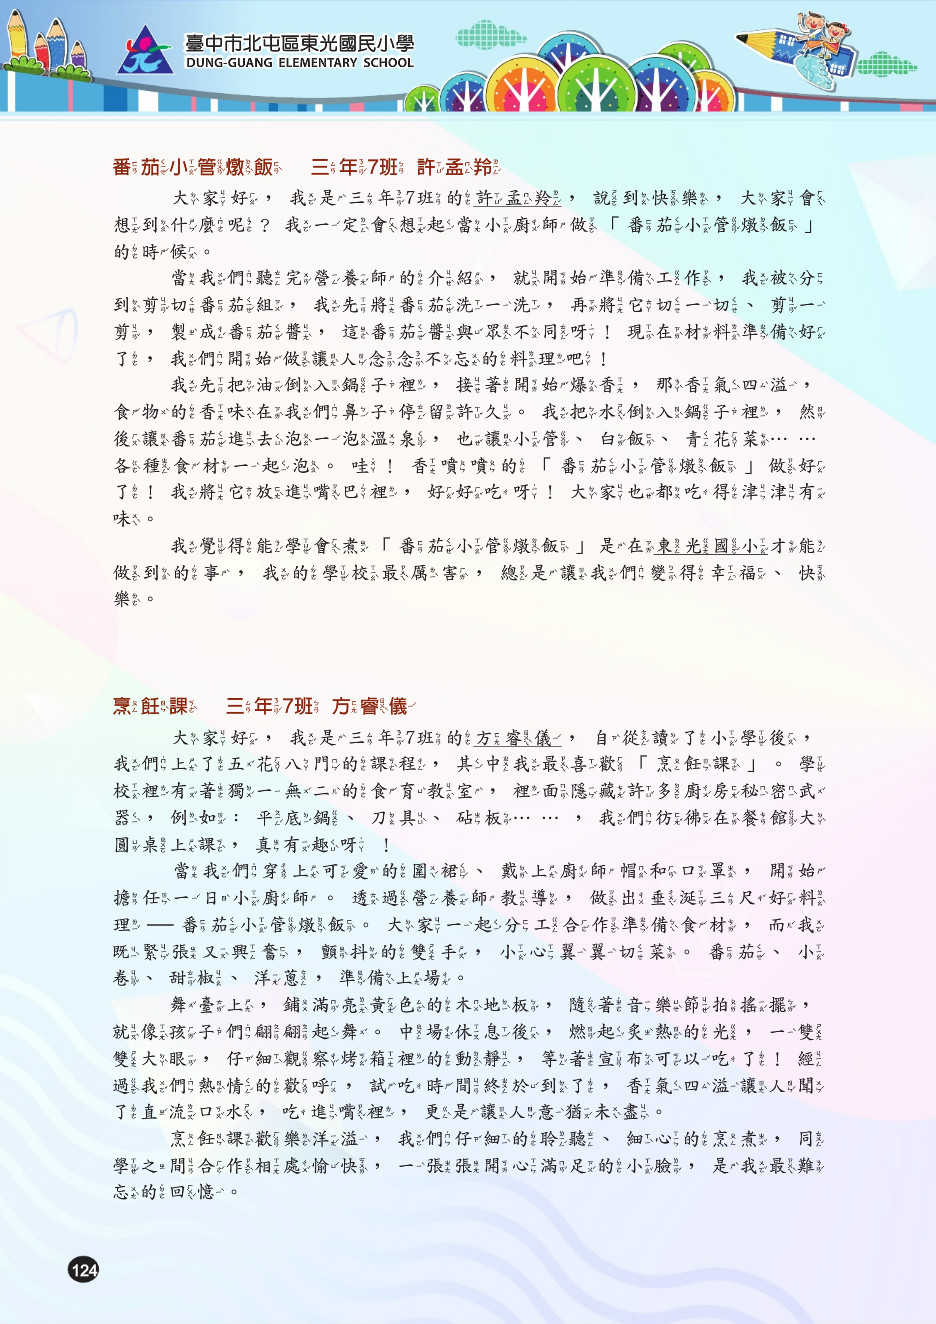 臺中市北屯區東光國民小學
DUNG-GUANG ELEMENTARY SCHOOL
番茄小管燉飯 三年7班 許孟羚
大家好，我是三年7班的許孟羚，說到快樂，大家會
想到什麼呢？我一定會想起當小廚師做「番茄小管燉飯」
的時候。
當我們聽完營養師的介紹，就開始準備工作，我被分
到剪切番茄組，我先將番茄洗一洗，再將它切一切、剪一
剪，製成番茄醬，這番茄醬與眾不同呀！現在材料準備好
了，我們開始做讓人念念不忘的料理吧！
我先把油倒入鍋子裡，接著開始爆香，那香氣四溢，
食物的香味在我們鼻子停留許久。我把水倒入鍋子裡，然
後讓番茄進去泡一泡溫泉，也讓小管、白飯、青花菜……
各種食材一起泡。哇！香噴噴的「番茄小管燉飯」做好
了！我將它放進嘴巴裡，好好吃呀！大家也都吃得津津有
味。
我覺得能學會煮「番茄小管燉飯」是在東光國小才能
做到的事，我的學校最厲害，總是讓我們變得幸福、快
樂。
烹飪課 三年7班 方睿儀
大家好，我是三年7班的方睿儀，自從讀了小學後，
我們上了五花八門的課程，其中我最喜歡「烹飪課」。學
校裡有著獨一無二的食育教室，裡面隱藏許多廚房秘密武
器，例如：平底鍋、刀具、砧板……，我們彷彿在餐館大
圓桌上課，真有趣呀！
當我們穿上可愛的圍裙、戴上廚師帽和口罩，開始
擔任一日小廚師。透過營養師教導，做出垂涎三尺好料
理——番茄小管燉飯。大家一起分工合作準備食材，而我
既緊張又興奮，顫抖的雙手，小心翼翼切菜。番茄、小
卷、甜椒、洋蔥，準備上場。
舞臺上，鋪滿亮黃色的木地板，隨著音樂節拍搖擺，
就像孩子們翩翩起舞。中場休息後，燃起炙熱的光，一雙
雙大眼，仔細觀察烤箱裡的動靜，等著宣布可以吃了！經
過我們熱情的歡呼，試吃時間終於到了，香氣四溢讓人聞
了直流口水，吃進嘴裡，更是讓人意猶未盡。
烹飪課歡樂洋溢，我們仔細的聆聽、細心的烹煮，同
學之間合作相處愉快，一張張開心滿足的小臉，是我最難
忘的回憶。
124